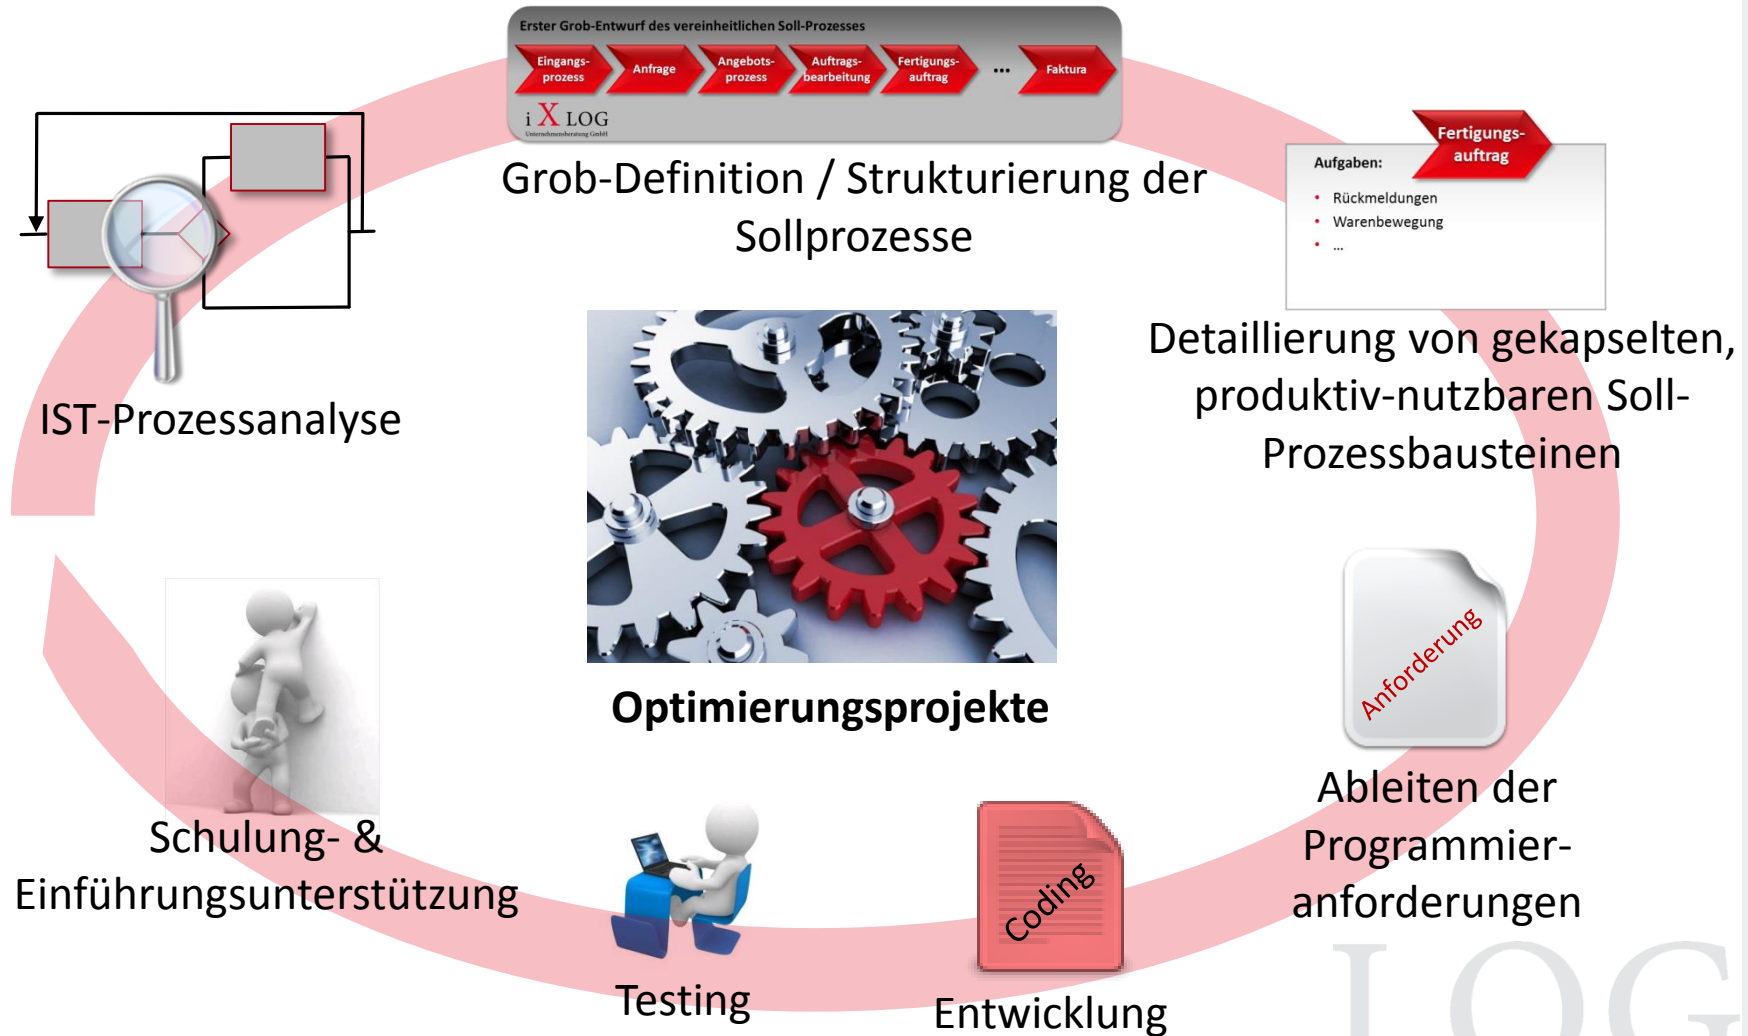 Erster Grob-Entwurf des vereinheitlichen Soll-Prozesses
Eingangs-
prozess
Anfrage
Angebots-
prozess
Auftrags-
bearbeitung
Fertigungs-
auftrag
...
Faktura
i X LOG
Unternehmensberatung GmbH
Grob-Definition / Strukturierung der
Sollprozesse
Fertigungs-
auftrag
Aufgaben:
• Rückmeldungen
• Warenbewegung
• ...
Detaillierung von gekapselten,
produktiv-nutzbaren Soll-
Prozessbausteinen
IST-Prozessanalyse
Anforderung
Ableiten der
Programmier-
anforderungen
Optimierungsprojekte
Coding
Entwicklung
Testing
Schulung- &
Einführungsunterstützung
LOG